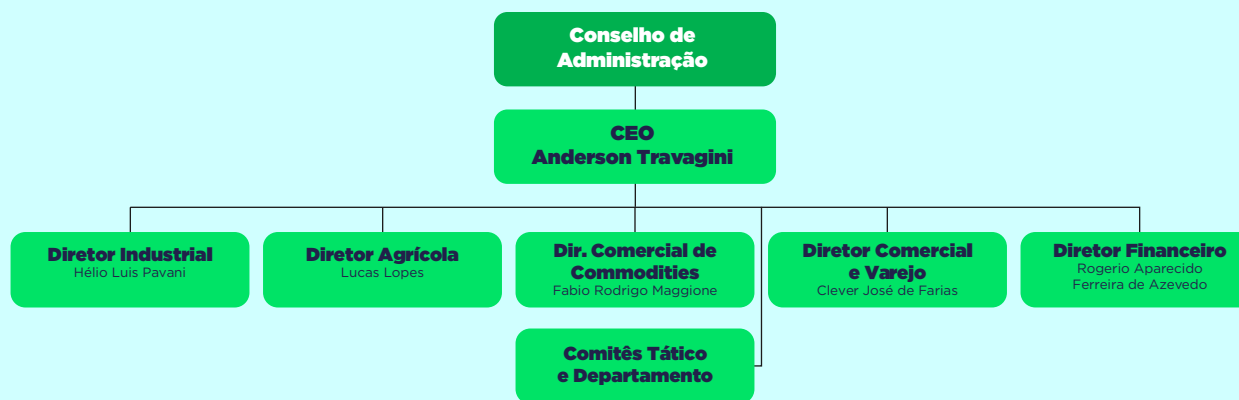 Conselho de
Administração
CEO
Anderson Travagini
Diretor Industrial
Hélio Luis Pavani
Diretor Agrícola
Lucas Lopes
Dir. Comercial de
Commodities
Fabio Rodrigo Maggione
Diretor Comercial
e Varejo
Clever José de Farias
Diretor Financeiro
Rogerio Aparecido
Ferreira de Azevedo
Comitês Tático
e Departamento